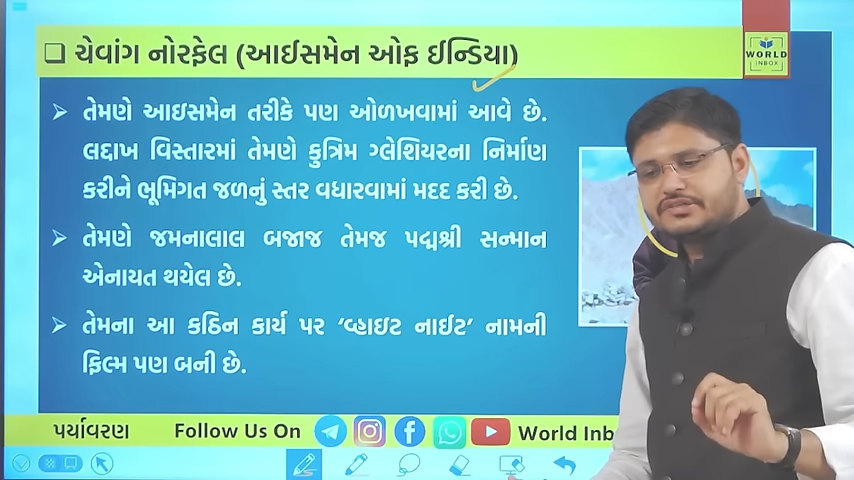 ❑ ચેવાંગ નોરફેલ (આઈસમેન ઓફ ઈન્ડિયા)
WORLD
INBOX
➢ તેમણે આઇસમેન તરીકે પણ ઓળખવામાં આવે છે.
લદ્દાખ વિસ્તારમાં તેમણે કુત્રિમ ગ્લેશિયરના નિર્માણ
કરીને ભૂમિગત જળનું સ્તર વધારવામાં મદદ કરી છે.
➢ તેમણે જમનાલાલ બજાજ તેમજ પદ્મશ્રી સન્માન
એનાયત થયેલ છે.
➢ તેમના આ કઠિન કાર્ય પર ‘વ્હાઇટ નાઈટ’ નામની
ફિલ્મ પણ બની છે.
પર્યાવરણ Follow Us On World Inb